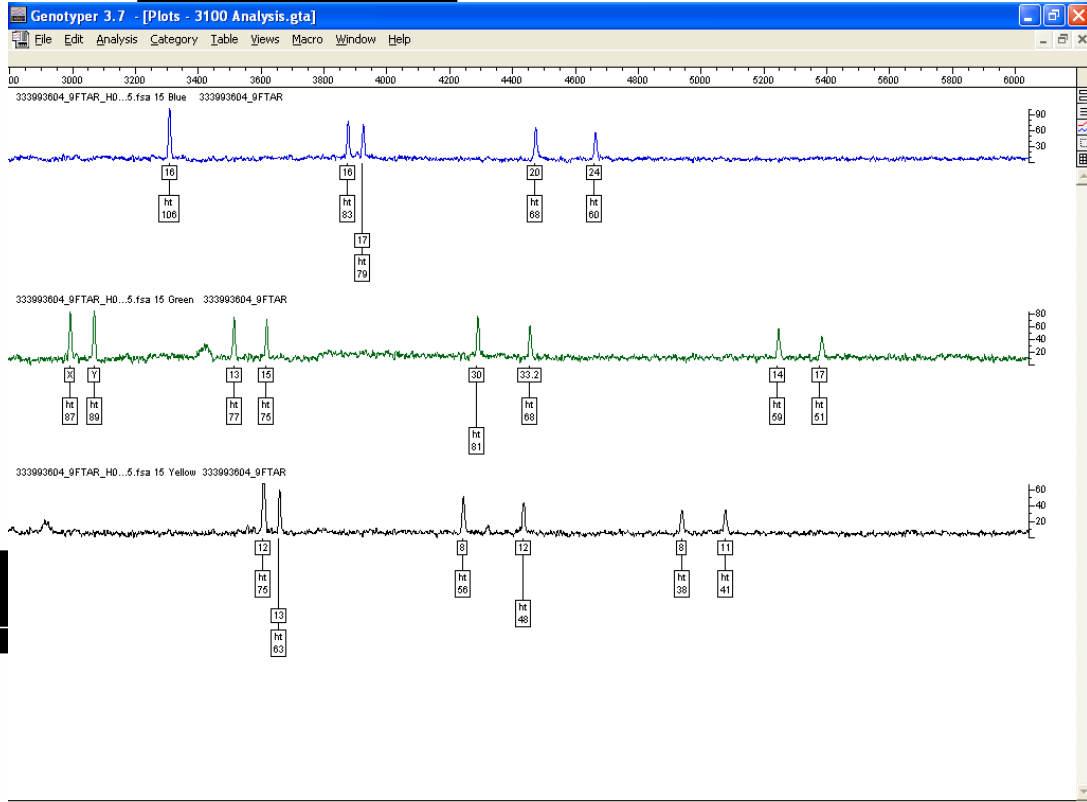 Genotyper 3.7 - [Plots - 3100 Analysis.gta]
File Edit Analysis Category Table Views Macro Window Help
00 3000 3200 3400 3600 3800 4000 4200 4400 4600 4800 5000 5200 5400 5600 5800 6000
333993604_9FTAR_H0...5.fsa 15 Blue 333993604_9FTAR
90
60
30
16 16 20 24
ht ht ht ht
106 83 68 60
17
ht
79
333993604_9FTAR_H0...5.fsa 15 Green 333993604_9FTAR
80
60
40
20
X Y 13 15 30 33.2 14 17
ht ht ht ht ht ht ht
87 89 77 75 68 59 51
ht
81
333993604_9FTAR_H0...5.fsa 15 Yellow 333993604_9FTAR
60
40
20
12 8 12 8 11
ht ht ht ht
75 56 38 41
ht
48
13
ht
63